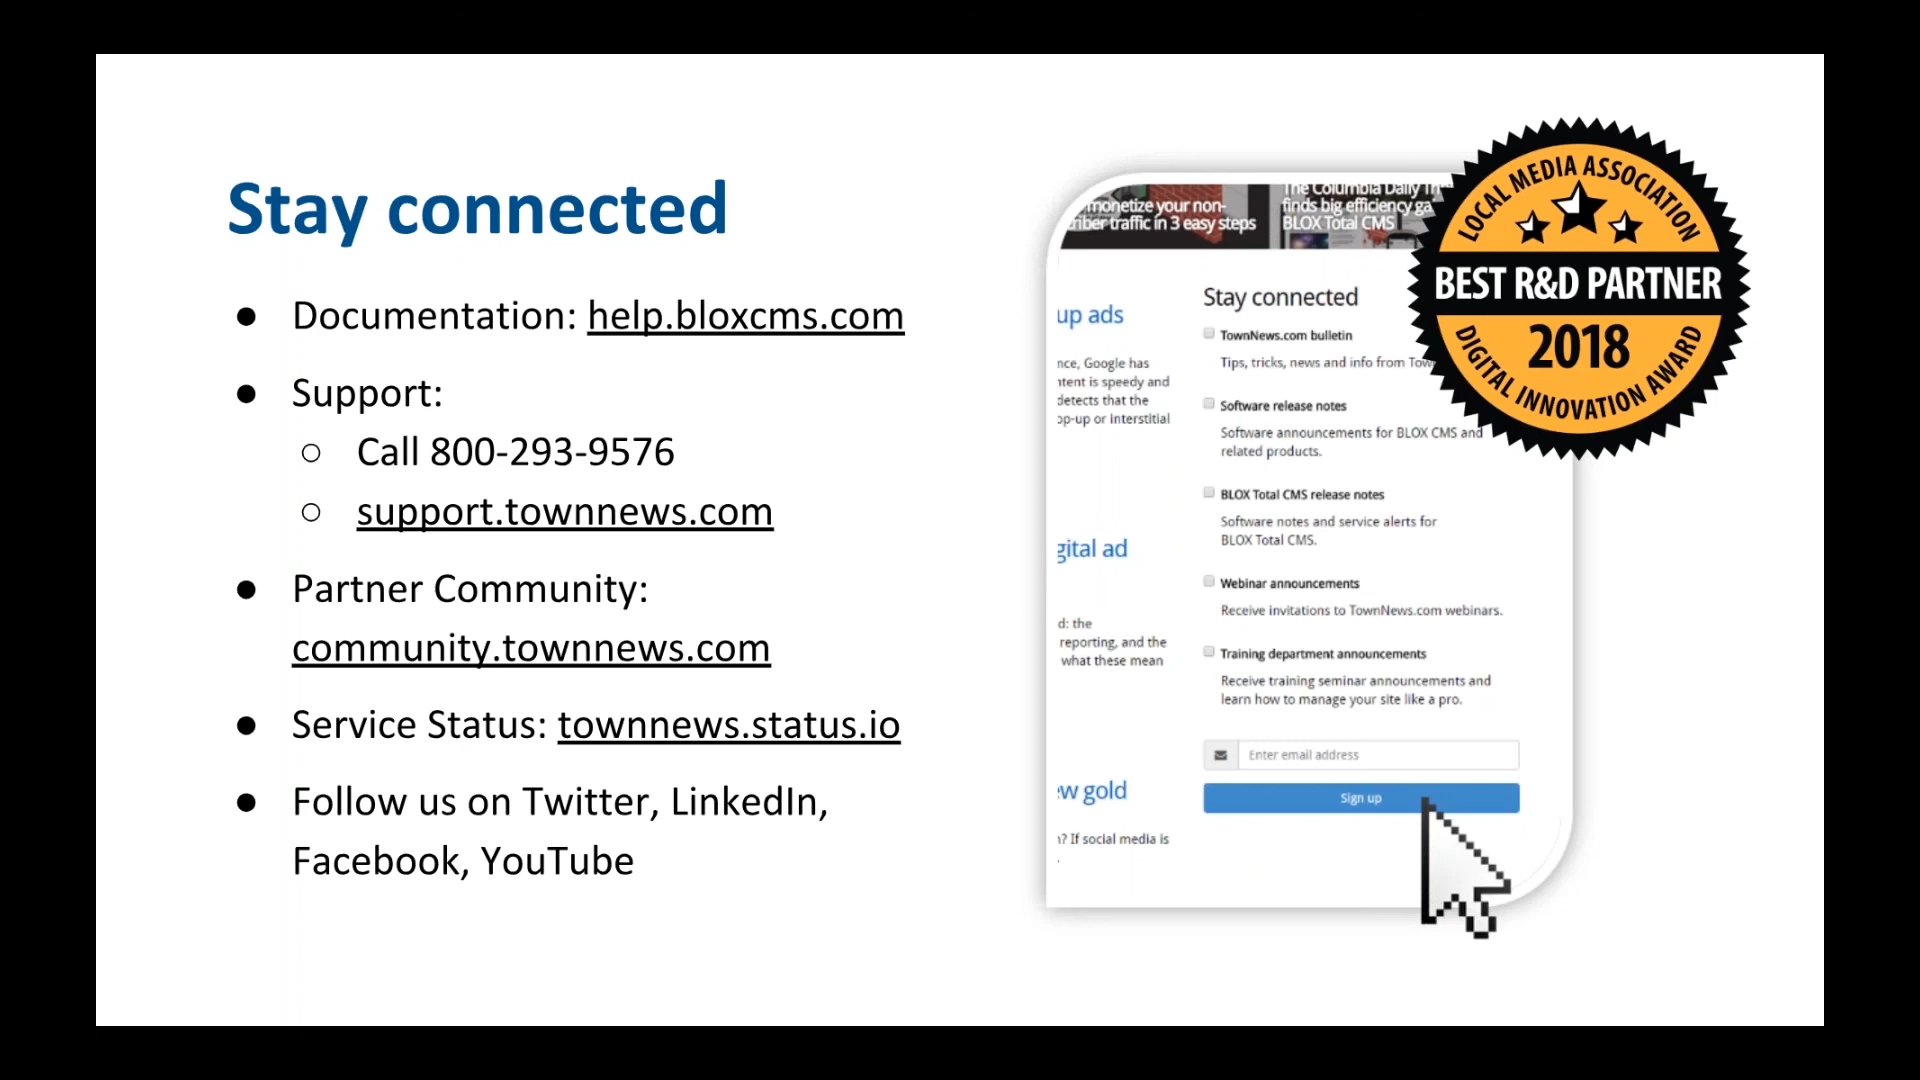 Stay connected
● Documentation: help.bloxcms.com
● Support:
○ Call 800-293-9576
○ support.townnews.com
● Partner Community:
community.townnews.com
● Service Status: townnews.status.io
● Follow us on Twitter, LinkedIn,
Facebook, YouTube
monetize your non-
traffic in 3 easy steps
The Columbia Daily
finds big efficiency
BLOX Total CMS
up ads
Google has
is speedy and
detects that the
or interstitial
ad
the
reporting, and the
what these mean
gold
? If social media is
Stay connected
TownNews.com bulletin
Tips, tricks, news and info from
Software release notes
Software announcements for BLOX CMS and
related products.
BLOX Total CMS release notes
Software notes and service alerts for
BLOX Total CMS.
Webinar announcements
Receive invitations to TownNews.com webinars.
Training department announcements
Receive training seminar announcements and
learn how to manage your site like a pro.
Enter email address
Sign up
LOCAL MEDIA ASSOCIATION
BEST R&D PARTNER
2018
DIGITAL INNOVATION AWARD